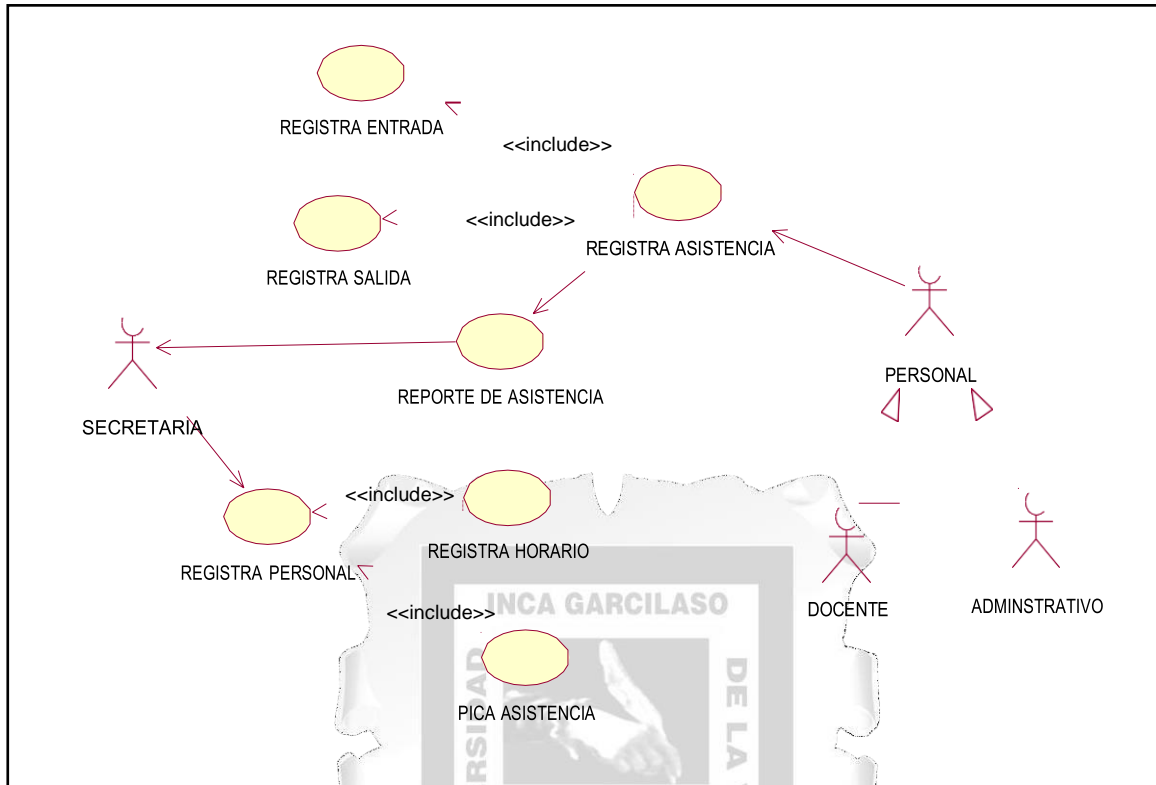 REGISTRA ENTRADA
<<include>>
<<include>>
REGISTRA ASISTENCIA
REGISTRA SALIDA
PERSONAL
REPORTE DE ASISTENCIA
SECRETARIA
<<include>>
REGISTRA HORARIO
REGISTRA PERSONAL
<<include>>
INCA GARCILASO
DOCENTE
ADMINSTRATIVO
DE LA
RSIDAD
PICA ASISTENCIA